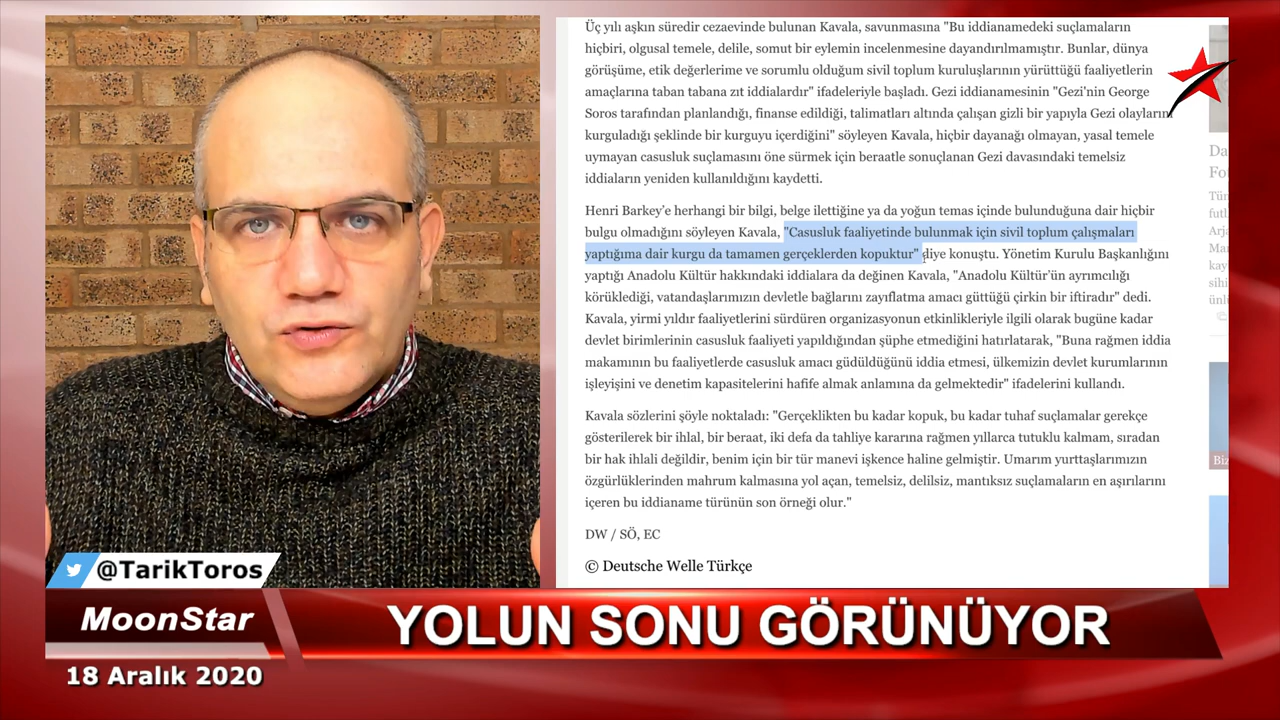 Üç yılı aşkın süredir cezaevinde bulunan Kavala, savunmasına "Bu iddianamedeki suçlamaların
hiçbiri, olgusal temele, delile, somut bir eylemin incelenmesine dayandırılmamıştır. Bunlar, dünya
görüşüme, etik değerlerime ve sorumlu olduğum sivil toplum kuruluşlarının yürüttüğü faaliyetlerin
amaçlarına taban tabana zıt iddialardır" ifadeleriyle başladı. Gezi iddianamesinin "Gezi'nin George
Soros tarafından planlandığı, finanse edildiği, talimatları altında çalışan gizli bir yapıyla Gezi olaylarını
kurguladığı şeklinde bir kurguyu içerdiğini" söyleyen Kavala, hiçbir dayanağı olmayan, yasal temele
uymayan casusluk suçlamasını öne sürmek için beraatle sonuçlanan Gezi davasındaki temelsiz
iddiaların yeniden kullanıldığını kaydetti.
Henri Barkey'e herhangi bir bilgi, belge ilettiğine ya da yoğun temas içinde bulunduğuna dair hiçbir
bulgu olmadığını söyleyen Kavala, "Casusluk faaliyetinde bulunmak için sivil toplum çalışmaları
yaptığıma dair kurgu da tamamen gerçeklerden kopuktur" diye konuştu. Yönetim Kurulu Başkanlığını
yaptığı Anadolu Kültür hakkındaki iddialara da değinen Kavala, "Anadolu Kültür'ün ayrımcılığı
körüklediği, vatandaşlarımızın devletle bağlarını zayıflatma amacı güttüğü çirkin bir iftiradır" dedi.
Kavala, yirmi yıldır faaliyetlerini sürdüren organizasyonun etkinlikleriyle ilgili olarak bugüne kadar
devlet birimlerinin casusluk faaliyeti yapıldığından şüphe etmediğini hatırlatarak, "Buna rağmen iddia
makamının bu faaliyetlerde casusluk amacı güdüldüğünü iddia etmesi, ülkemizin devlet kurumlarının
işleyişini ve denetim kapasitelerini hafife almak anlamına da gelmektedir" ifadelerini kullandı.
Kavala sözlerini şöyle noktaladı: "Gerçeklikten bu kadar kopuk, bu kadar tuhaf suçlamalar gerekçe
gösterilerek bir ihlal, bir beraat, iki defa da tahliye kararına rağmen yıllarca tutuklu kalmam, sıradan
bir hak ihlali değildir, benim için bir tür manevi işkence haline gelmiştir. Umarım yurttaşlarımızın
özgürlüklerinden mahrum kalmasına yol açan, temelsiz, delilsiz, mantıksız suçlamaların en aşırılarını
içeren bu iddianame türünün son örneği olur."
DW / SÖ, EC
© Deutsche Welle Türkçe
Da
Fo
Tür
futl
Arja
Mar
kay
sihi
ünlü
Biz
@TarikToros
MoonStar
YOLUN SONU GÖRÜNÜYOR
18 Aralık 2020